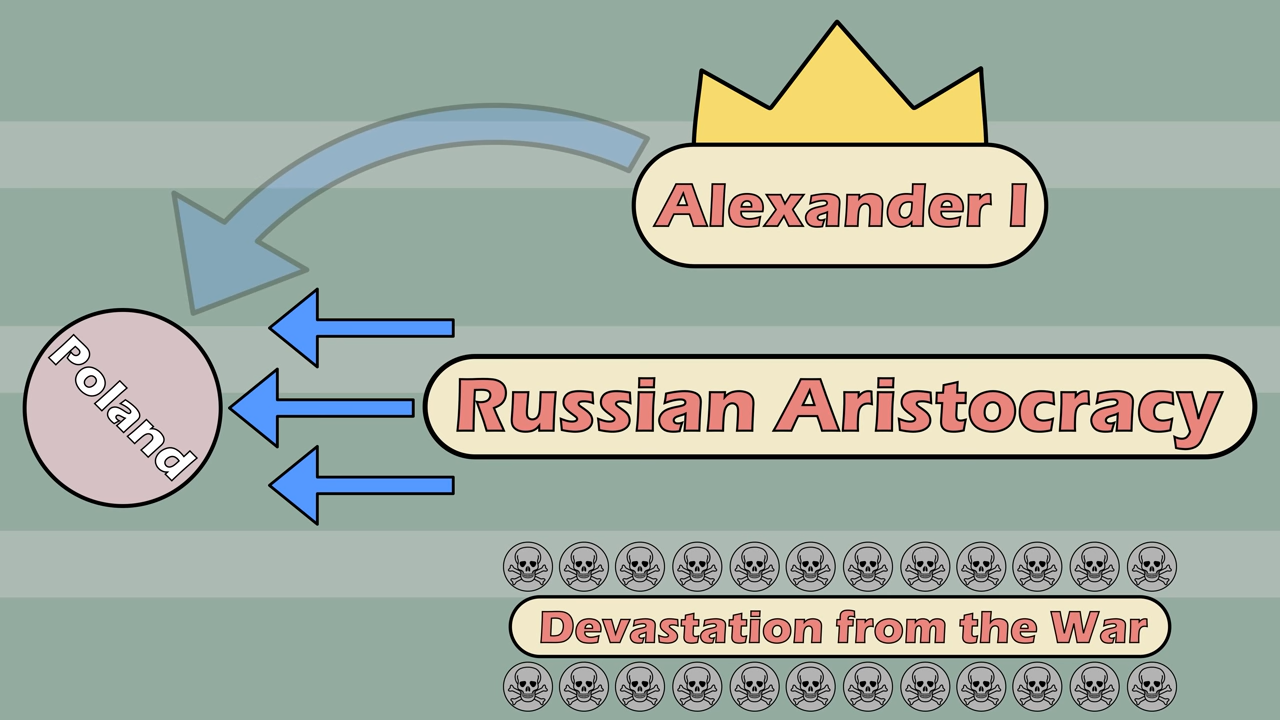 Alexander I
Poland
Russian Aristocracy
Devastation from the War